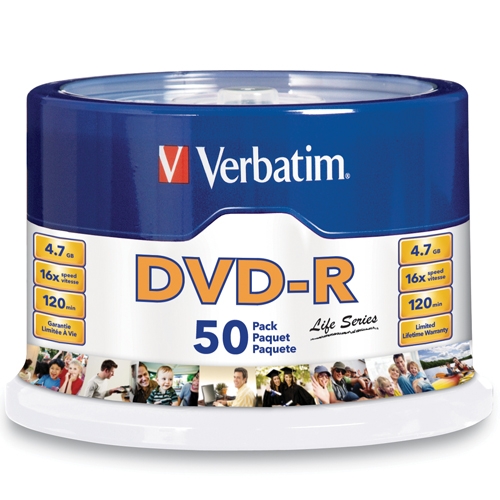 Verbatim®
DVD-R
50
Pack
Paquet
Paquete
Life Series
4.7 GB
16x speed
vitesse
120 min
Garantie
Limitée À Vie
4.7 GB
16x speed
vitesse
120 min
Limited
Lifetime Warranty